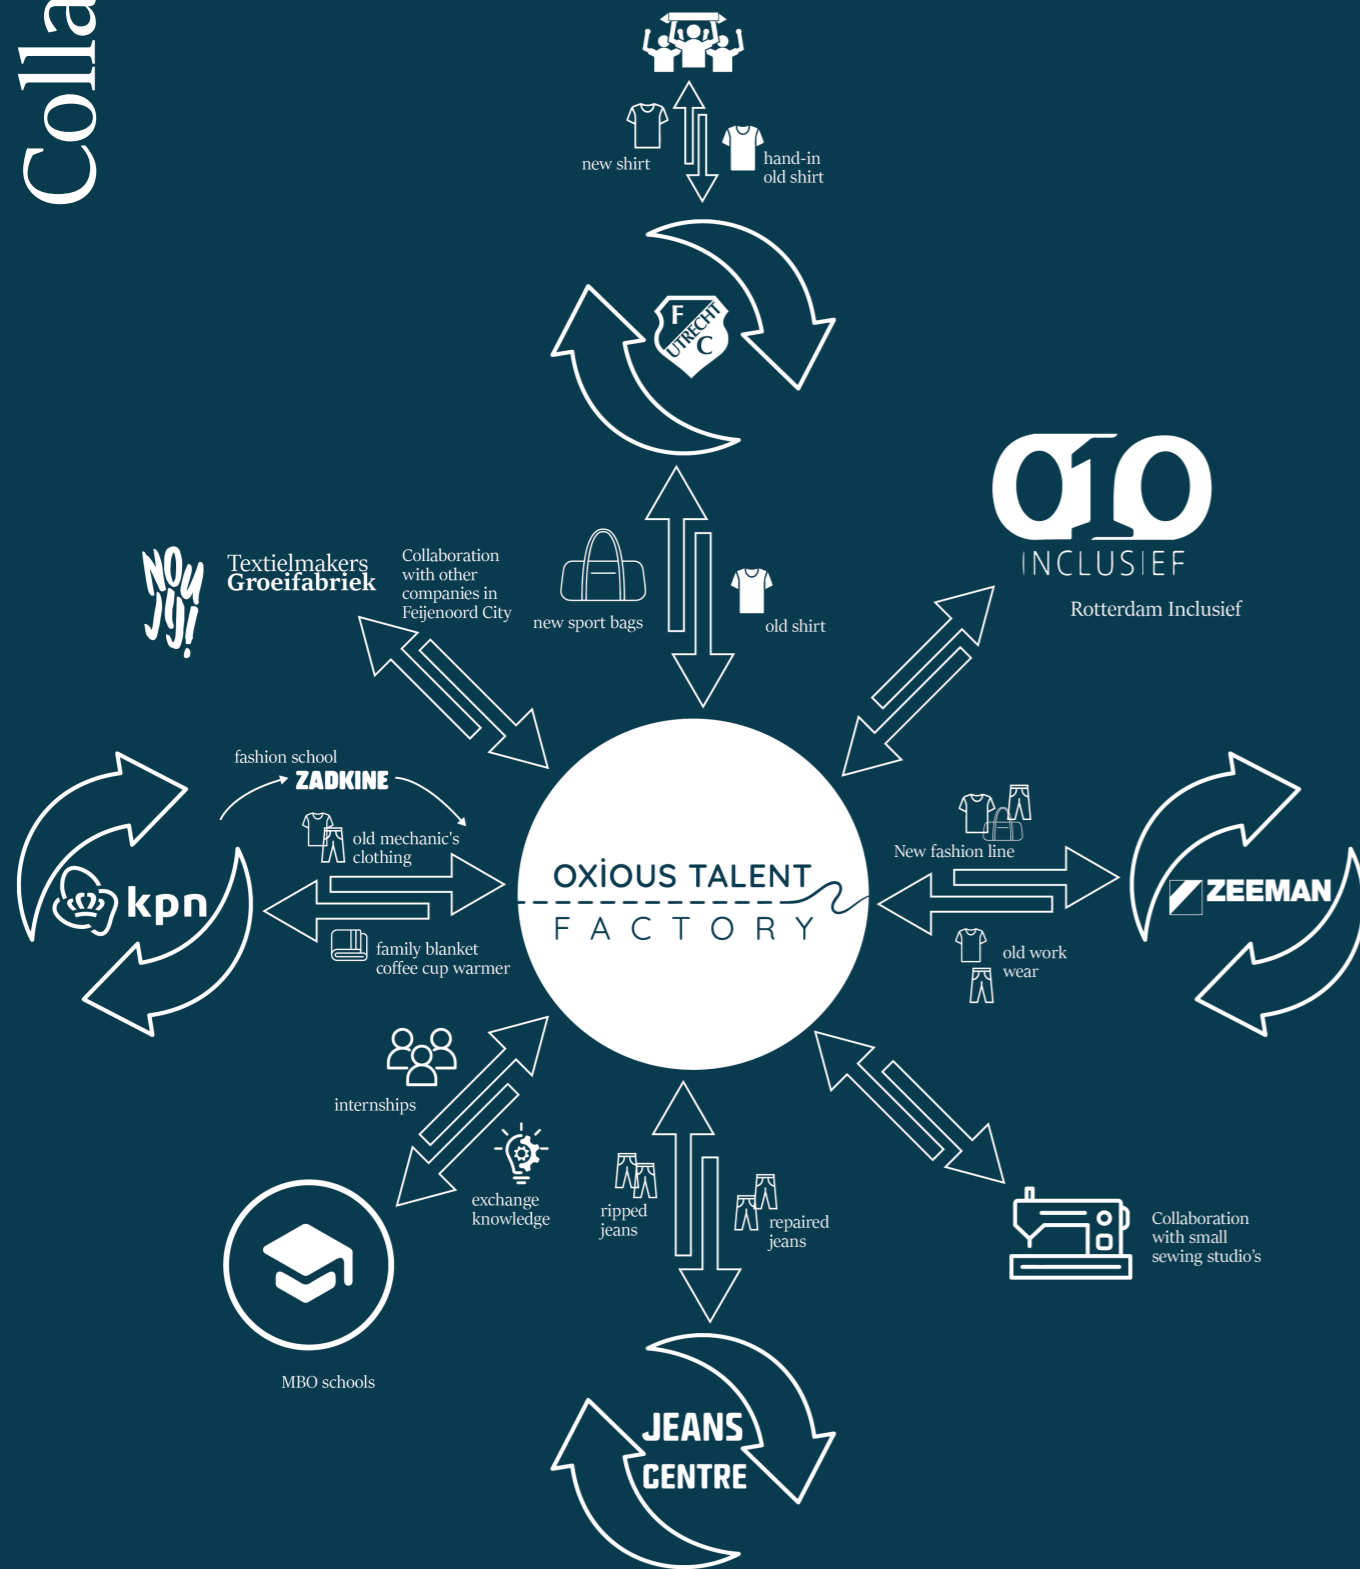 Colla
new shirt
hand-in
old shirt
F
UTRECHT
C
010
INCLUSIEF
Rotterdam Inclusief
NOU
JIJ!
Textielmakers
Groeifabriek
Collaboration
with other
companies in
Feijenoord City
new sport bags
old shirt
fashion school
ZADKINE
old mechanic's
clothing
kpn
family blanket
coffee cup warmer
OXIOUS TALENT
FACTORY
New fashion line
ZEEMAN
old work
wear
internships
exchange
knowledge
MBO schools
ripped
jeans
repaired
jeans
Collaboration
with small
sewing studio's
JEANS
CENTRE